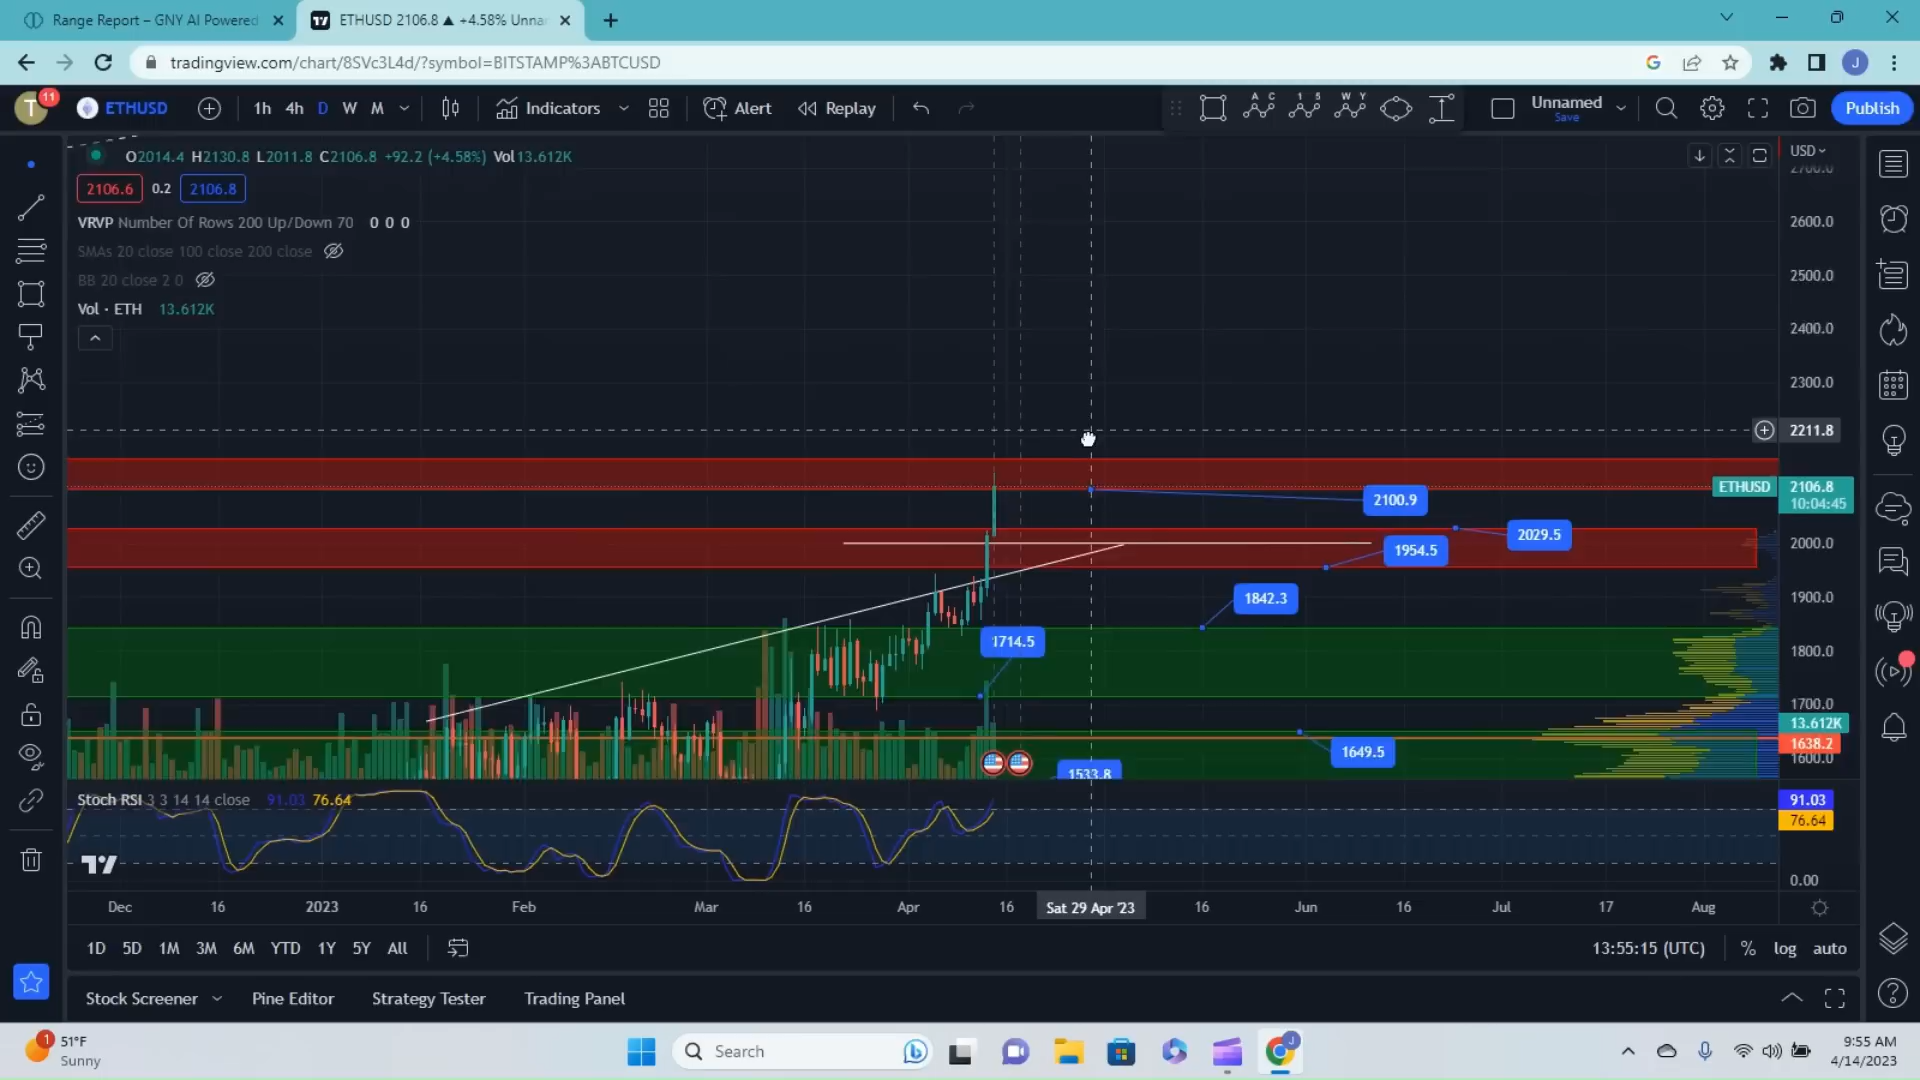 Range Report – GNY AI Powered
ETHUSD 2106.8 ▲ +4.58% Unna
tradingview.com/chart/8SVc3L4d/?symbol=BITSTAMP%3ABTCUSD
G
J
T
11
ETHUSD
1h 4h D W M
Indicators
Alert
Replay
A C
1 5
W Y
Unnamed
Save
Publish
O2014.4 H2130.8 L2011.8 C2106.8 +92.2 (+4.58%) Vol13.612K
USD
2106.6 0.2 2106.8
VRVP Number Of Rows 200 Up/Down 70 0 0 0
SMAs 20 close 100 close 200 close
BB 20 close 2 0
Vol · ETH 13.612K
2700.0
2600.0
2500.0
2400.0
2300.0
2211.8
ETHUSD 2106.8
10:04:45
2100.9
2029.5
2000.0
1954.5
1900.0
1842.3
1714.5
1800.0
1700.0
13.612K
1638.2
1649.5
1600.0
1533.8
Stoch RSI 3 3 14 14 close 91.03 76.64
91.03
76.64
0.00
Dec 16 2023 16 Feb Mar 16 Apr 16 Sat 29 Apr '23 16 Jun 16 Jul 17 Aug
1D 5D 1M 3M 6M YTD 1Y 5Y All
13:55:15 (UTC) % log auto
Stock Screener Pine Editor Strategy Tester Trading Panel
1
51°F
Sunny
Search
J
9:55 AM
4/14/2023